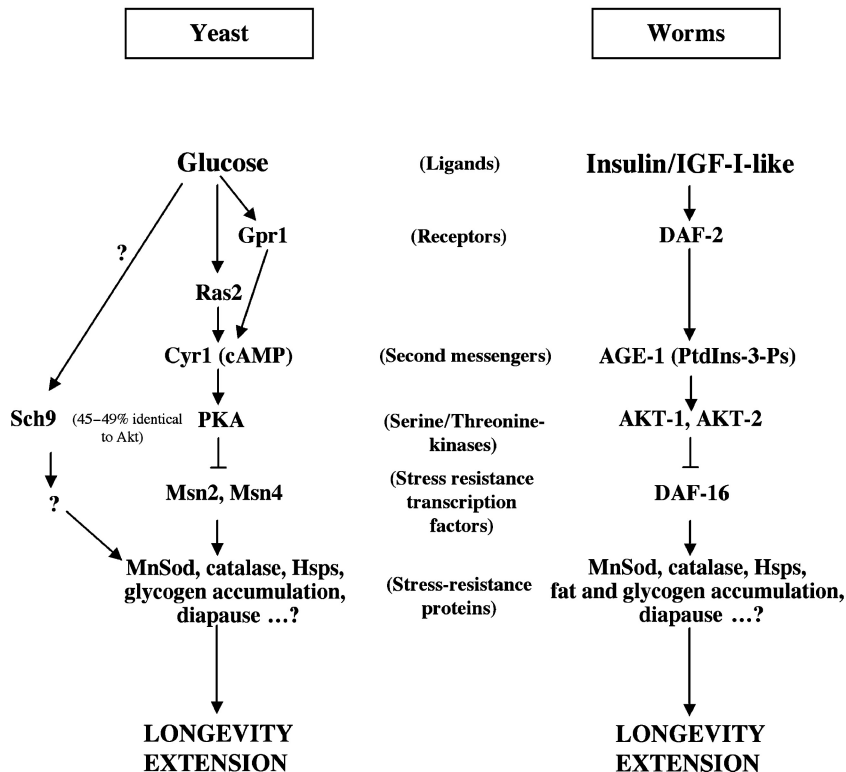 Yeast
Worms
Glucose
(Ligands)
Insulin/IGF-I-like
Gpr1
(Receptors)
DAF-2
?
Ras2
Cyr1 (cAMP)
(Second messengers)
AGE-1 (PtdIns-3-Ps)
Sch9
(45–49% identical
to Akt)
PKA
(Serine/Threonine-
kinases)
AKT-1, AKT-2
?
Msn2, Msn4
(Stress resistance
transcription
factors)
DAF-16
MnSod, catalase, Hsps,
glycogen accumulation,
diapause ...?
(Stress-resistance
proteins)
MnSod, catalase, Hsps,
fat and glycogen accumulation,
diapause ...?
LONGEVITY
EXTENSION
LONGEVITY
EXTENSION